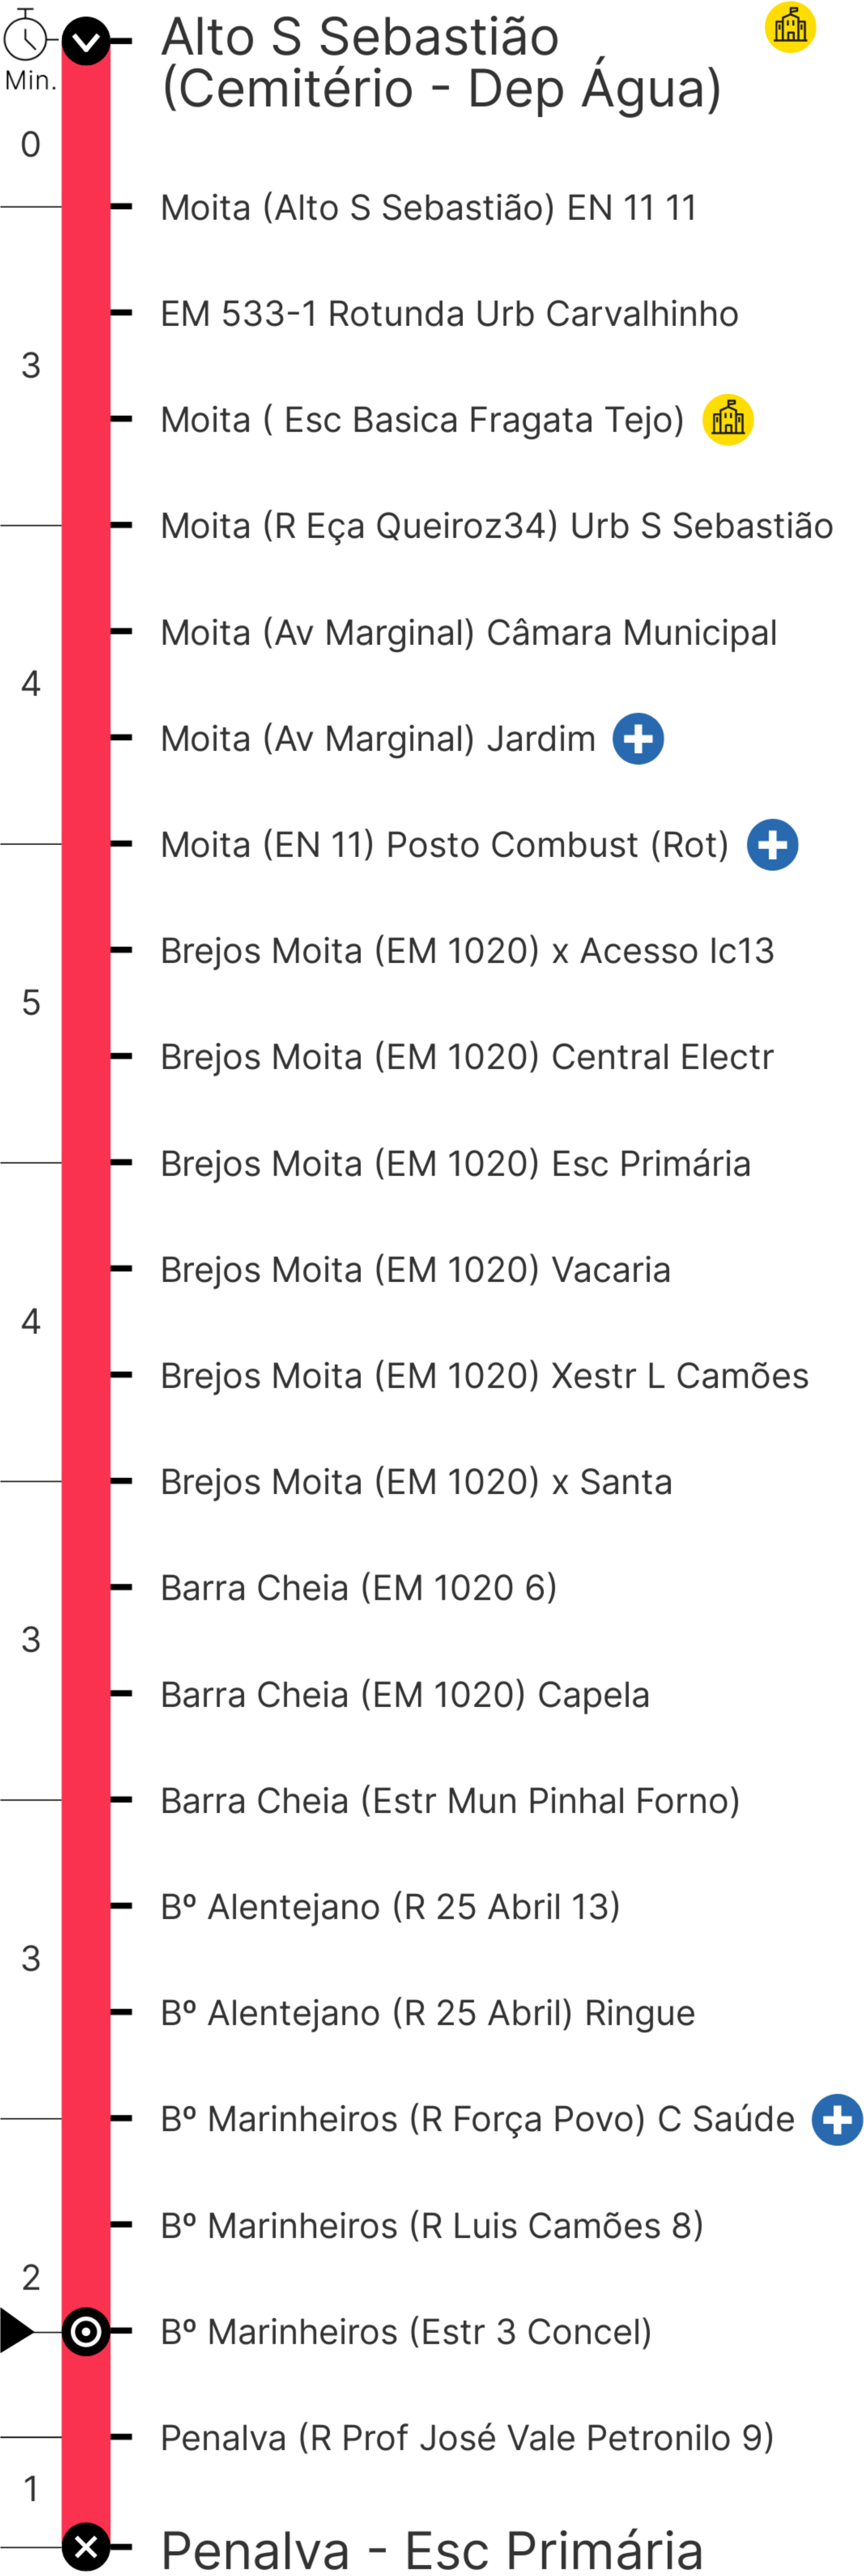 Alto S Sebastião
(Cemitério - Dep Água)
Min.
0
Moita (Alto S Sebastião) EN 11 11
EM 533-1 Rotunda Urb Carvalhinho
3
Moita ( Esc Basica Fragata Tejo)
Moita (R Eça Queiroz34) Urb S Sebastião
Moita (Av Marginal) Câmara Municipal
4
Moita (Av Marginal) Jardim
Moita (EN 11) Posto Combust (Rot)
Brejos Moita (EM 1020) x Acesso Ic13
5
Brejos Moita (EM 1020) Central Electr
Brejos Moita (EM 1020) Esc Primária
Brejos Moita (EM 1020) Vacaria
4
Brejos Moita (EM 1020) Xestr L Camões
Brejos Moita (EM 1020) x Santa
Barra Cheia (EM 1020 6)
3
Barra Cheia (EM 1020) Capela
Barra Cheia (Estr Mun Pinhal Forno)
Bº Alentejano (R 25 Abril 13)
3
Bº Alentejano (R 25 Abril) Ringue
Bº Marinheiros (R Força Povo) C Saúde
Bº Marinheiros (R Luis Camões 8)
2
Bº Marinheiros (Estr 3 Concel)
Penalva (R Prof José Vale Petronilo 9)
1
Penalva - Esc Primária